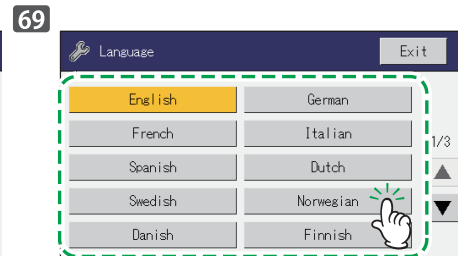 69
Language Exit
English German
French Italian
1/3
Spanish Dutch
Swedish Norwegian
Danish Finnish